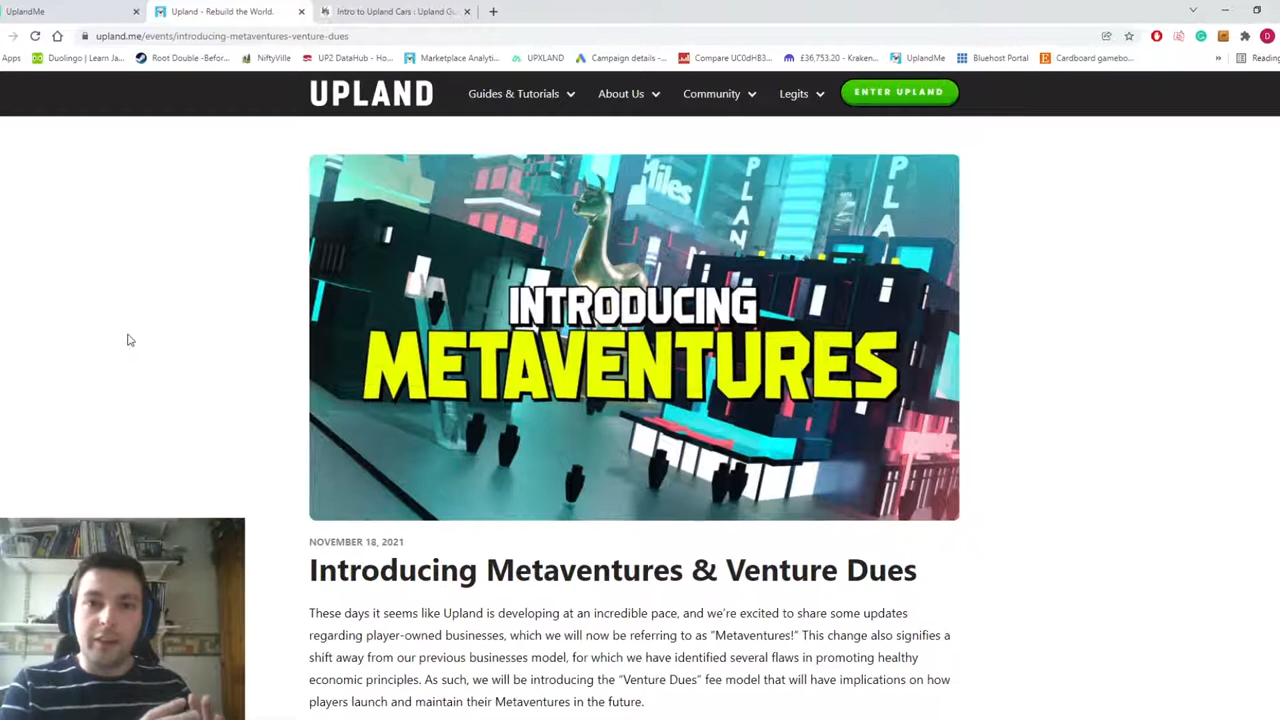 UplandMe
Upland - Rebuild the World.
Intro to Upland Cars : Upland Gu
upland.me/events/introducing-metaventures-venture-dues
Apps
Duolingo | Learn Ja...
Root Double -Befor...
NiftyVille
UP2 DataHub - Ho...
Marketplace Analyti...
UPXLAND
Campaign details -...
Compare UC0dHB3...
£36,753.20 - Kraken...
UplandMe
Bluehost Portal
Cardboard gamebo...
»
Reading
UPLAND
Guides & Tutorials
About Us
Community
Legits
ENTER UPLAND
Miles
PLAN
PLA
INTRODUCING
METAVENTURES
NOVEMBER 18, 2021
Introducing Metaventures & Venture Dues
These days it seems like Upland is developing at an incredible pace, and we're excited to share some updates
regarding player-owned businesses, which we will now be referring to as "Metaventures!" This change also signifies a
shift away from our previous businesses model, for which we have identified several flaws in promoting healthy
economic principles. As such, we will be introducing the "Venture Dues" fee model that will have implications on how
players launch and maintain their Metaventures in the future.